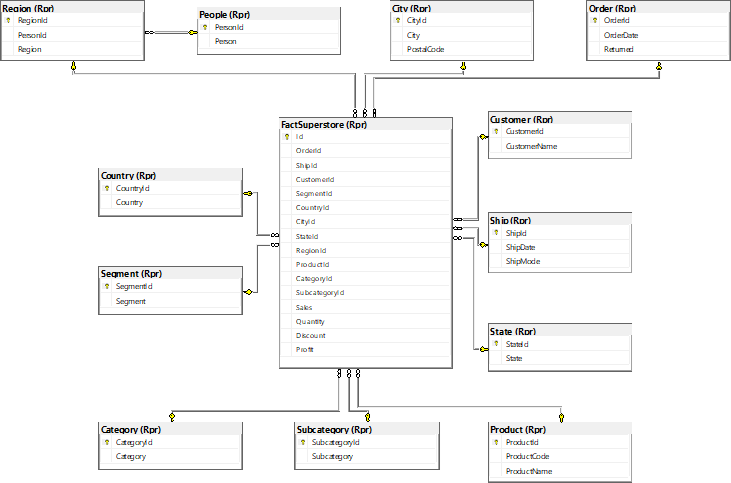 Region (Rpr)
RegionId
PersonId
Region
People (Rpr)
PersonId
Person
City (Rpr)
CityId
City
PostalCode
Order (Rpr)
OrderId
OrderDate
Returned
FactSuperstore (Rpr)
Id
OrderId
ShipId
CustomerId
SegmentId
CountryId
CityId
StateId
RegionId
ProductId
CategoryId
SubcategoryId
Sales
Quantity
Discount
Profit
Customer (Rpr)
CustomerId
CustomerName
Country (Rpr)
CountryId
Country
Ship (Rpr)
ShipId
ShipDate
ShipMode
Segment (Rpr)
SegmentId
Segment
State (Rpr)
StateId
State
Category (Rpr)
CategoryId
Category
Subcategory (Rpr)
SubcategoryId
Subcategory
Product (Rpr)
ProductId
ProductCode
ProductName